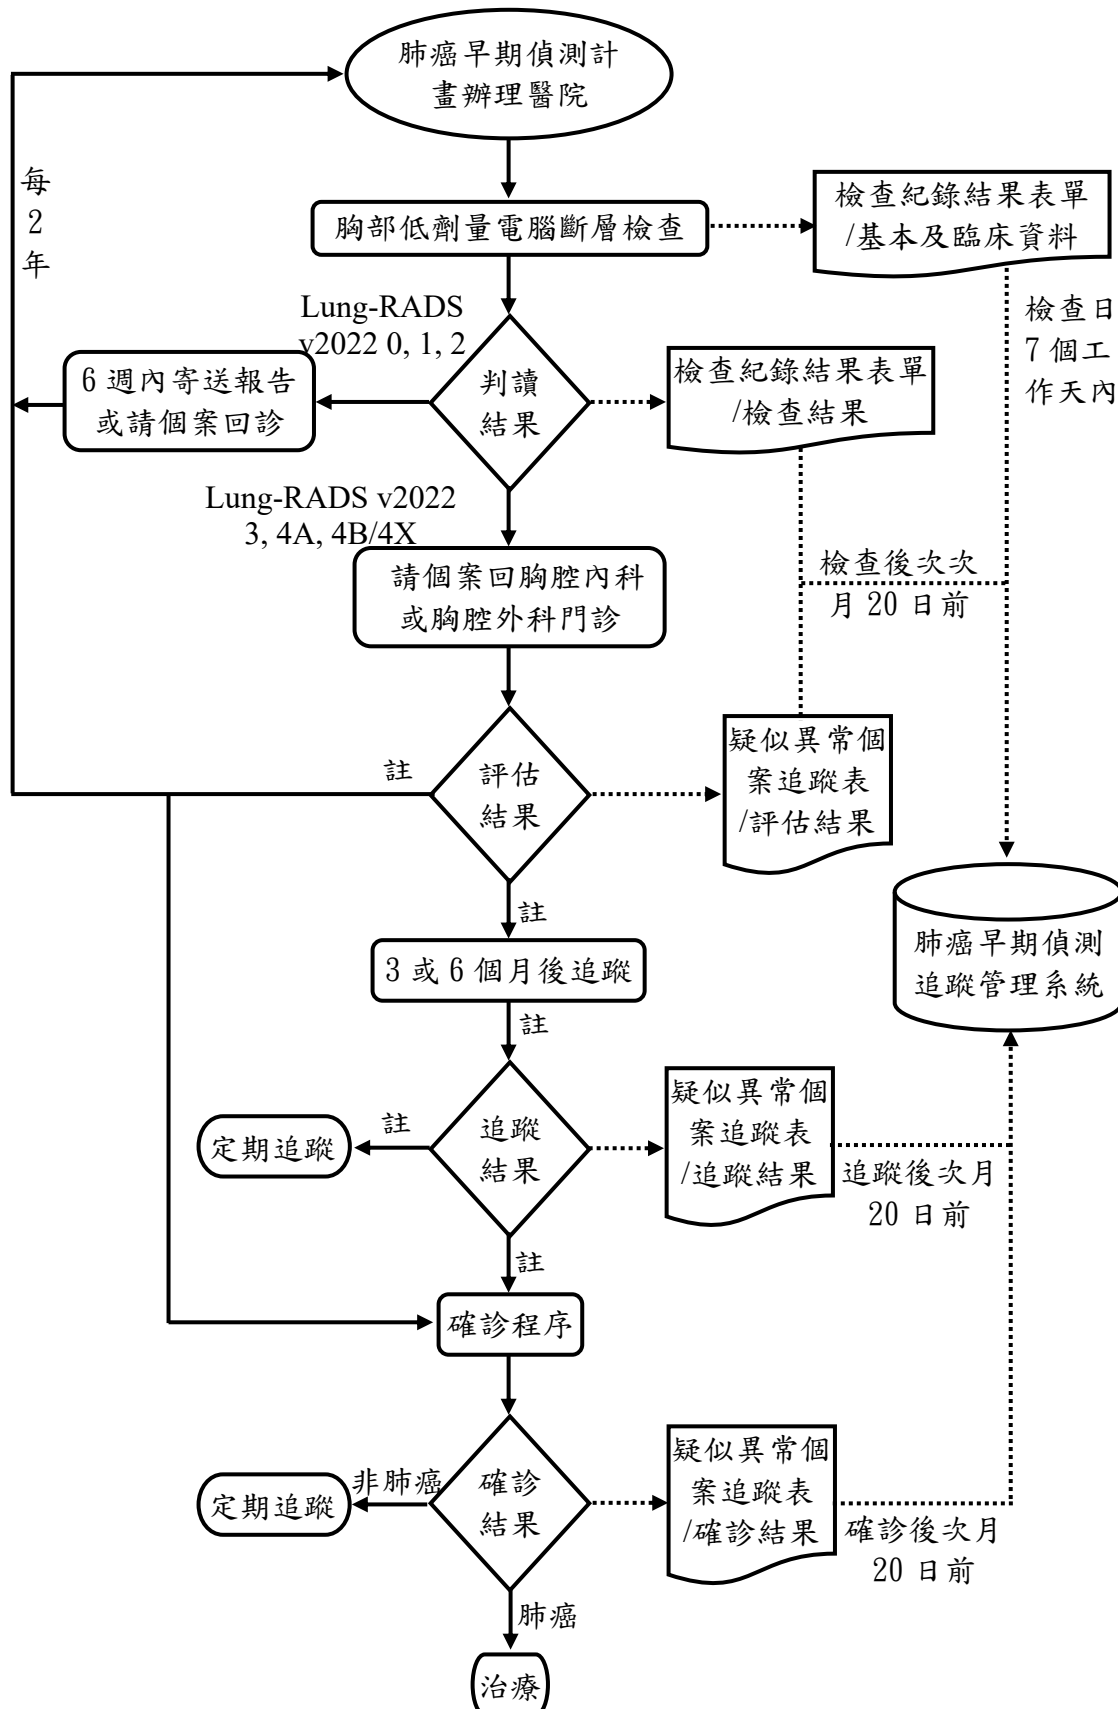 肺癌早期偵測計
畫辦理醫院
每
2
年
胸部低劑量電腦斷層檢查
檢查紀錄結果表單
/基本及臨床資料
檢查日
7 個工
作天內
Lung-RADS
v2022 0, 1, 2
6 週內寄送報告
或請個案回診
判讀
結果
檢查紀錄結果表單
/檢查結果
Lung-RADS v2022
3, 4A, 4B/4X
請個案回胸腔內科
或胸腔外科門診
檢查後次次
月 20 日前
註
評估
結果
疑似異常個
案追蹤表
/評估結果
註
3 或 6 個月後追蹤
肺癌早期偵測
追蹤管理系統
註
定期追蹤
註
追蹤
結果
疑似異常個
案追蹤表
/追蹤結果
追蹤後次月
20 日前
註
確診程序
定期追蹤
非肺癌
確診
結果
疑似異常個
案追蹤表
/確診結果
確診後次月
20 日前
肺癌
治療